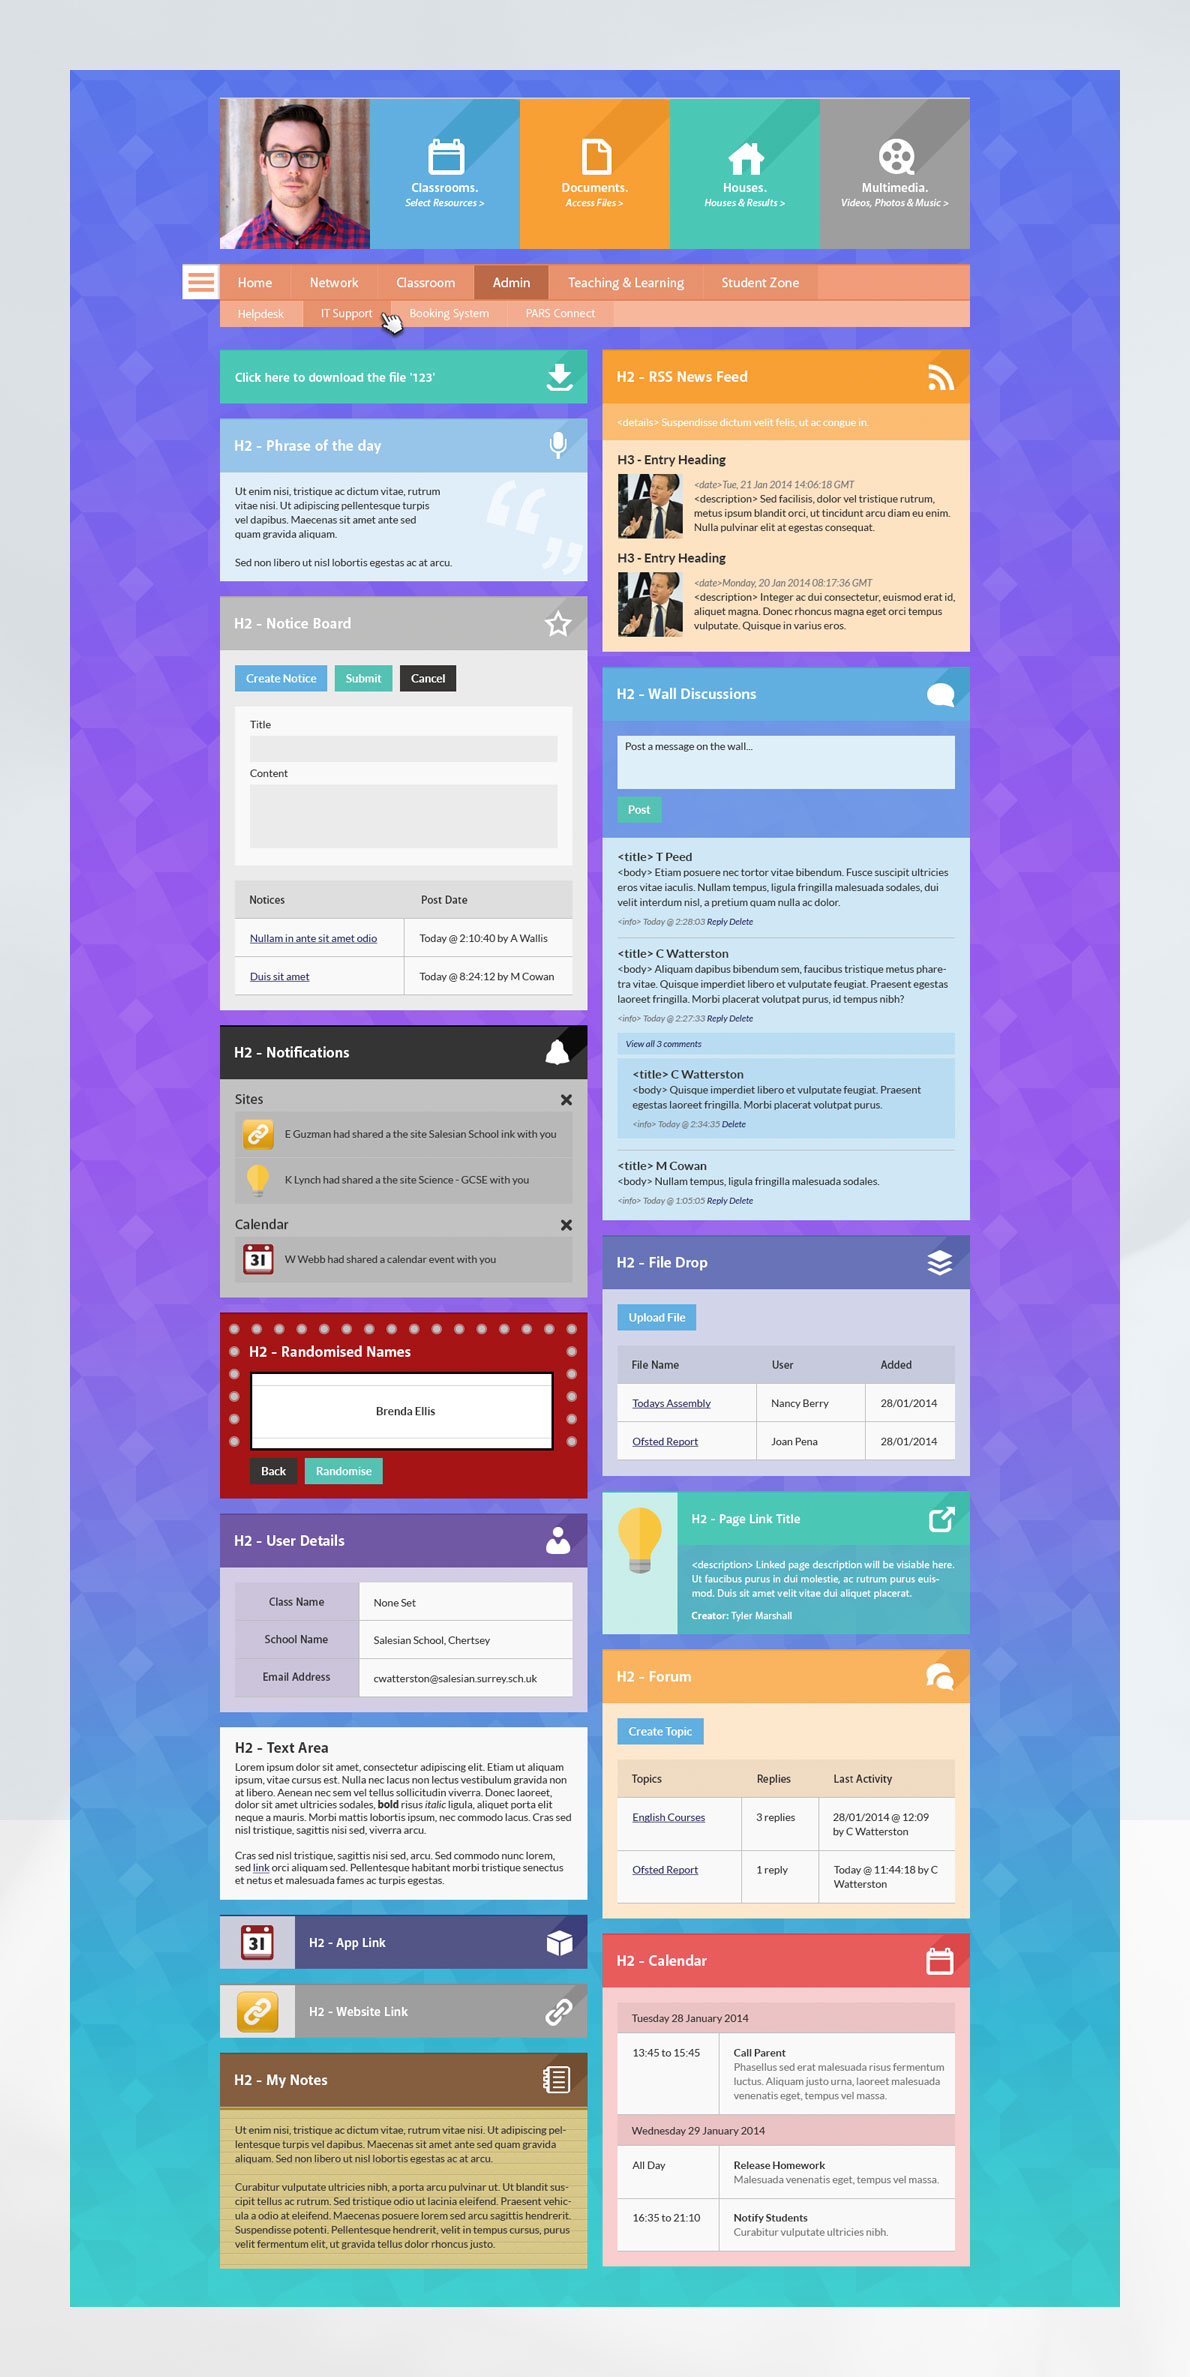 Classrooms.
Select Resources >
Documents.
Access Files >
Houses.
Houses & Results >
Multimedia.
Videos, Photos & Music >
Home Network Classroom Admin Teaching & Learning Student Zone
Helpdesk IT Support Booking System PARS Connect
Click here to download the file '123'
H2 - Phrase of the day
Ut enim nisi, tristique ac dictum vitae, rutrum
vitae nisi. Ut adipiscing pellentesque turpis
vel dapibus. Maecenas sit amet ante sed
quam gravida aliquam.
Sed non libero ut nisl lobortis egestas ac at arcu.
H2 - Notice Board
Create Notice Submit Cancel
Title
Content
Notices Post Date
Nullam in ante sit amet odio Today @ 2:10:40 by A Wallis
Duis sit amet Today @ 8:24:12 by M Cowan
H2 - Notifications
Sites
E Guzman had shared a the site Salesian School ink with you
K Lynch had shared a the site Science - GCSE with you
Calendar
31 W Webb had shared a calendar event with you
H2 - Randomised Names
Brenda Ellis
Back Randomise
H2 - User Details
Class Name None Set
School Name Salesian School, Chertsey
Email Address cwatterston@salesian.surrey.sch.uk
H2 - Text Area
Lorem ipsum dolor sit amet, consectetur adipiscing elit. Etiam ut aliquam
ipsum, vitae cursus est. Nulla nec lacus non lectus vestibulum gravida non
at libero. Aenean nec sem vel tellus sollicitudin viverra. Donec laoreet,
dolor sit amet ultricies sodales, bold risus italic ligula, aliquet porta elit
neque a mauris. Morbi mattis lobortis ipsum, nec commodo lacus. Cras sed
nisl tristique, sagittis nisi sed, viverra arcu.
Cras sed nisl tristique, sagittis nisi sed, arcu. Sed commodo nunc lorem,
sed link orci aliquam sed. Pellentesque habitant morbi tristique senectus
et netus et malesuada fames ac turpis egestas.
31 H2 - App Link
H2 - Website Link
H2 - My Notes
Ut enim nisi, tristique ac dictum vitae, rutrum vitae nisi. Ut adipiscing pel-
lentesque turpis vel dapibus. Maecenas sit amet ante sed quam gravida
aliquam. Sed non libero ut nisl lobortis egestas ac at arcu.
Curabitur vulputate ultricies nibh, a porta arcu pulvinar ut. Ut blandit sus-
cipit tellus ac rutrum. Sed tristique odio ut lacinia eleifend. Praesent vehic-
ula a odio at eleifend. Maecenas posuere lorem sed arcu sagittis hendrerit.
Suspendisse potenti. Pellentesque hendrerit, velit in tempus cursus, purus
velit fermentum elit, ut gravida tellus dolor rhoncus justo.
H2 - RSS News Feed
<details> Suspendisse dictum velit felis, ut ac congue in.
H3 - Entry Heading
<date>Tue, 21 Jan 2014 14:06:18 GMT
<description> Sed facilisis, dolor vel tristique rutrum,
metus ipsum blandit orci, ut tincidunt arcu diam eu enim.
Nulla pulvinar elit at egestas consequat.
H3 - Entry Heading
<date>Monday, 20 Jan 2014 08:17:36 GMT
<description> Integer ac dui consectetur, euismod erat id,
aliquet magna. Donec rhoncus magna eget orci tempus
vulputate. Quisque in varius eros.
H2 - Wall Discussions
Post a message on the wall...
Post
<title> T Peed
<body> Etiam posuere nec tortor vitae bibendum. Fusce suscipit ultricies
eros vitae iaculis. Nullam tempus, ligula fringilla malesuada sodales, dui
velit interdum nisl, a pretium quam nulla ac dolor.
<info> Today @ 2:28:03 Reply Delete
<title> C Watterston
<body> Aliquam dapibus bibendum sem, faucibus tristique metus phare-
tra vitae. Quisque imperdiet libero et vulputate feugiat. Praesent egestas
laoreet fringilla. Morbi placerat volutpat purus, id tempus nibh?
<info> Today @ 2:27:33 Reply Delete
View all 3 comments
<title> C Watterston
<body> Quisque imperdiet libero et vulputate feugiat. Praesent
egestas laoreet fringilla. Morbi placerat volutpat purus.
<info> Today @ 2:34:35 Delete
<title> M Cowan
<body> Nullam tempus, ligula fringilla malesuada sodales.
<info> Today @ 1:05:05 Reply Delete
H2 - File Drop
Upload File
File Name User Added
Todays Assembly Nancy Berry 28/01/2014
Ofsted Report Joan Pena 28/01/2014
H2 - Page Link Title
<description> Linked page description will be visiable here.
Ut faucibus purus in dui molestie, ac rutrum purus euis-
mod. Duis sit amet velit vitae dui aliquet placerat.
Creator: Tyler Marshall
H2 - Forum
Create Topic
Topics Replies Last Activity
English Courses 3 replies 28/01/2014 @ 12:09
by C Watterston
Ofsted Report 1 reply Today @ 11:44:18 by C
Watterston
H2 - Calendar
Tuesday 28 January 2014
13:45 to 15:45 Call Parent
Phasellus sed erat malesuada risus fermentum
luctus. Aliquam justo urna, laoreet malesuada
venenatis eget, tempus vel massa.
Wednesday 29 January 2014
All Day Release Homework
Malesuada venenatis eget, tempus vel massa.
16:35 to 21:10 Notify Students
Curabitur vulputate ultricies nibh.